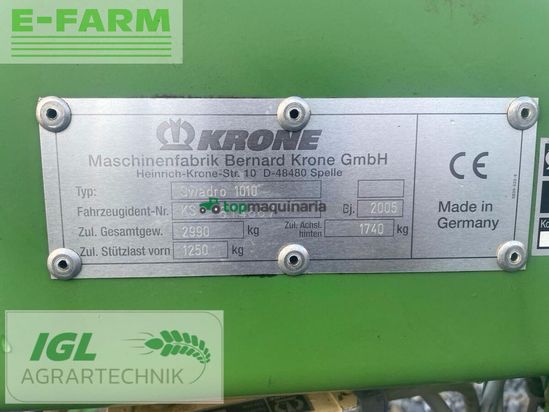 E-FARM
KRONE
Maschinenfabrik Bernard Krone GmbH
Heinrich-Krone-Str. 10 D-48480 Spelle
Typ: Swadro 1010
Fahrzeugident-Nr. KS
Bj. 2005
topmaquinaria
Zul. Gesamtgew. 2990 kg
Zul. Achsl. hinten 1740 kg
Zul. Stützlast vorn 1250 kg
CE
Made in
Germany
IGL
AGRARTECHNIK